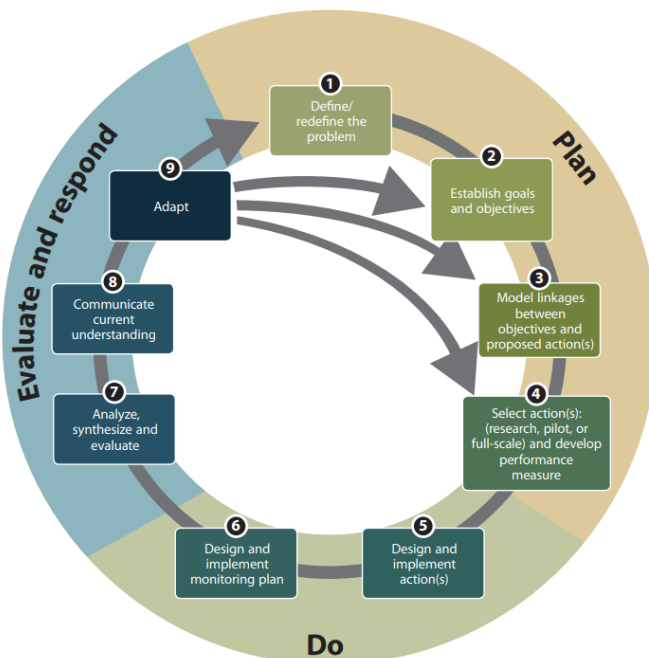 1
Define/
redefine the
problem
2
Establish goals
and objectives
3
Model linkages
between
objectives and
proposed action(s)
4
Select action(s):
(research, pilot, or
full-scale) and develop
performance
measure
5
Design and
implement
action(s)
6
Design and
implement
monitoring plan
7
Analyze,
synthesize and
evaluate
8
Communicate
current
understanding
9
Adapt
Plan
Do
Evaluate and respond